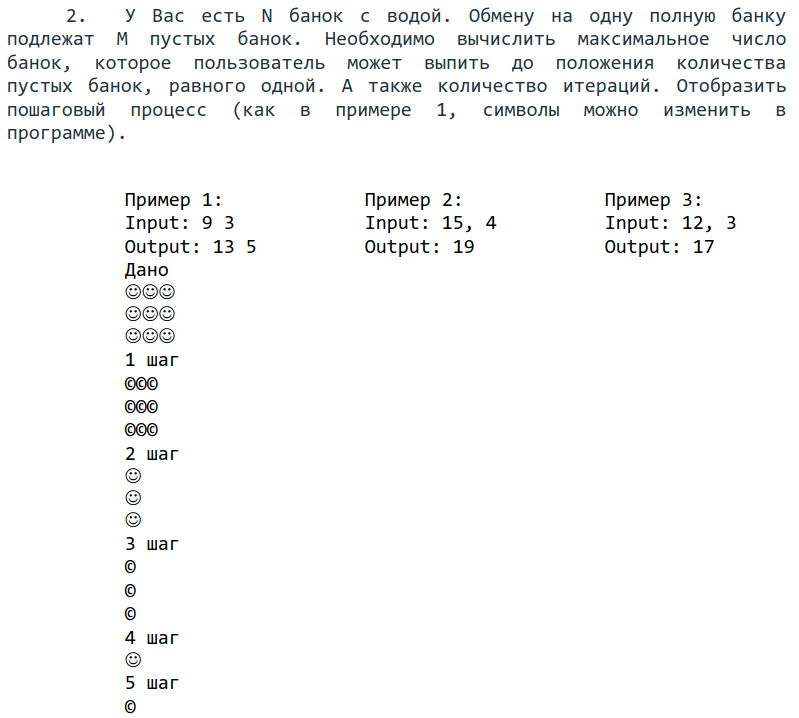 2. У Вас есть N банок с водой. Обмену на одну полную банку
подлежат M пустых банок. Необходимо вычислить максимальное число
банок, которое пользователь может выпить до положения количества
пустых банок, равного одной. А также количество итераций. Отобразить
пошаговый процесс (как в примере 1, символы можно изменить в
программе).
Пример 1: Пример 2: Пример 3:
Input: 9 3 Input: 15, 4 Input: 12, 3
Output: 13 5 Output: 19 Output: 17
Дано
☺☺☺
☺☺☺
☺☺☺
1 шаг
©©©
©©©
©©©
2 шаг
☺
☺
☺
3 шаг
©
©
©
4 шаг
☺
5 шаг
©